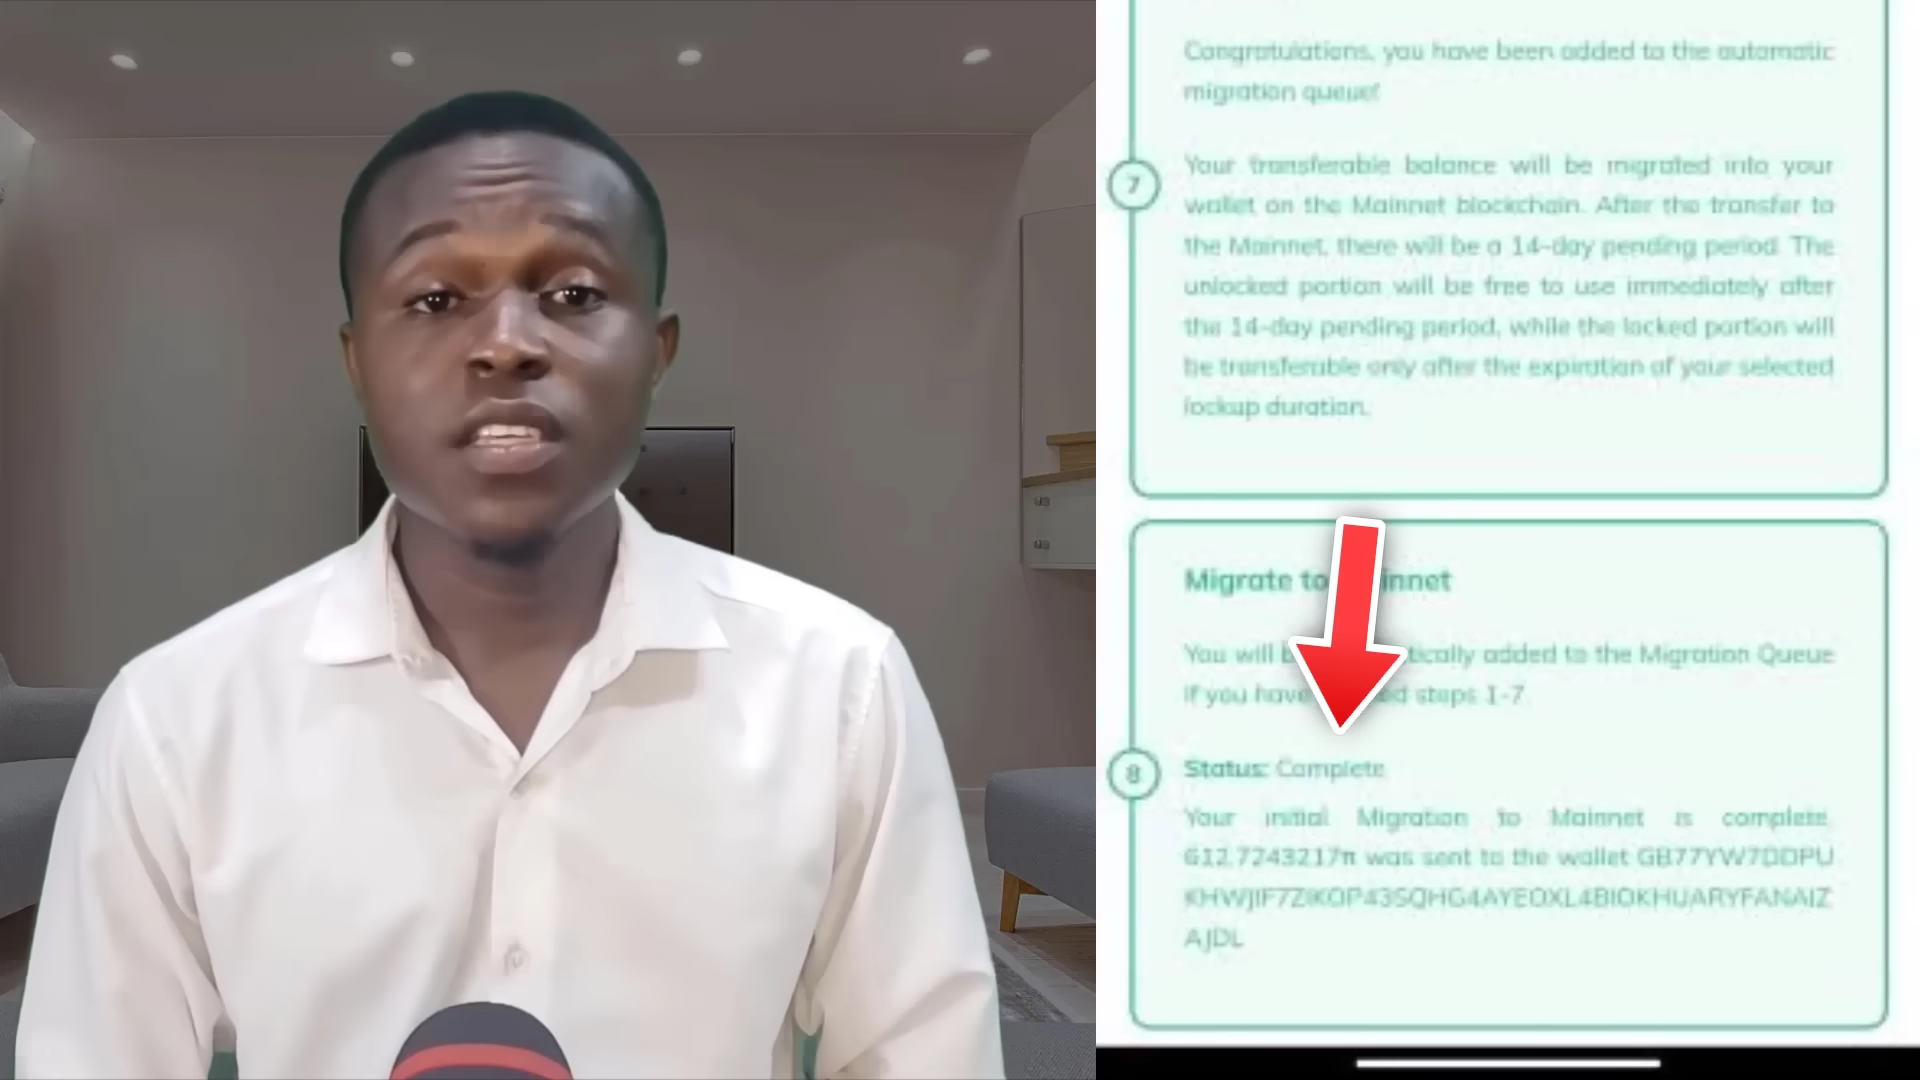 Congratulations, you have been added to the automatic
migration queue!
7
Your transferable balance will be migrated into your
wallet on the Mainnet blockchain. After the transfer to
the Mainnet, there will be a 14-day pending period. The
unlocked portion will be free to use immediately after
the 14-day pending period, while the locked portion will
be transferable only after the expiration of your selected
lockup duration.
Migrate to
You will
added to the Migration Queue
if you have
steps 1-7
8
Status: Complete
Your initial Migration to Mainnet is complete.
612.7243217π was sent to the wallet
AJDL